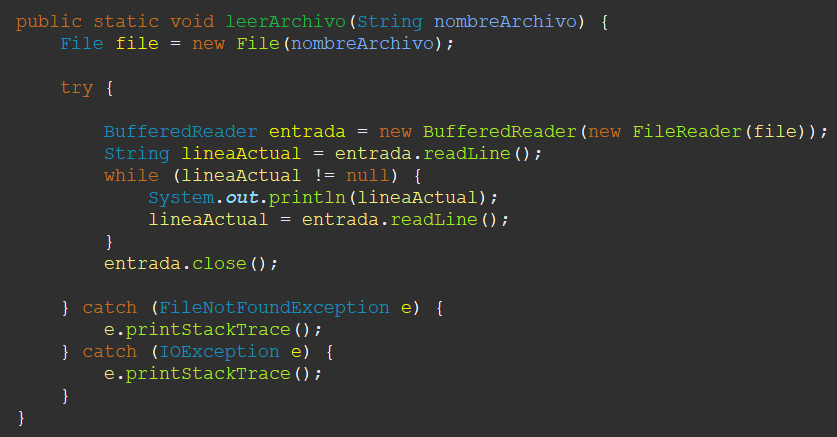 public static void leerArchivo(String nombreArchivo) {
    File file = new File(nombreArchivo);
    try {
        BufferedReader entrada = new BufferedReader(new FileReader(file));
        String lineaActual = entrada.readLine();
        while (lineaActual != null) {
            System.out.println(lineaActual);
            lineaActual = entrada.readLine();
        }
        entrada.close();
    } catch (FileNotFoundException e) {
        e.printStackTrace();
    } catch (IOException e) {
        e.printStackTrace();
    }
}